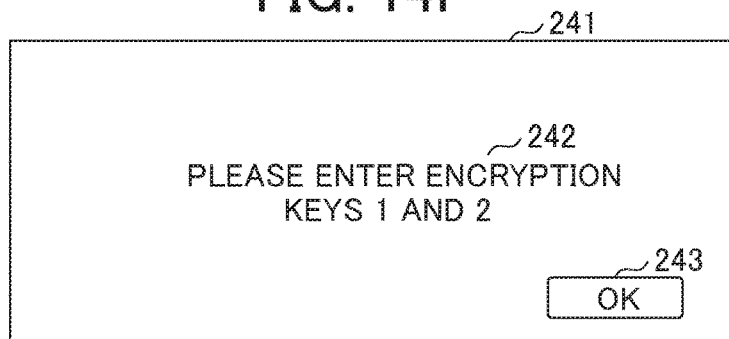 241
242
PLEASE ENTER ENCRYPTION
KEYS 1 AND 2
243
OK